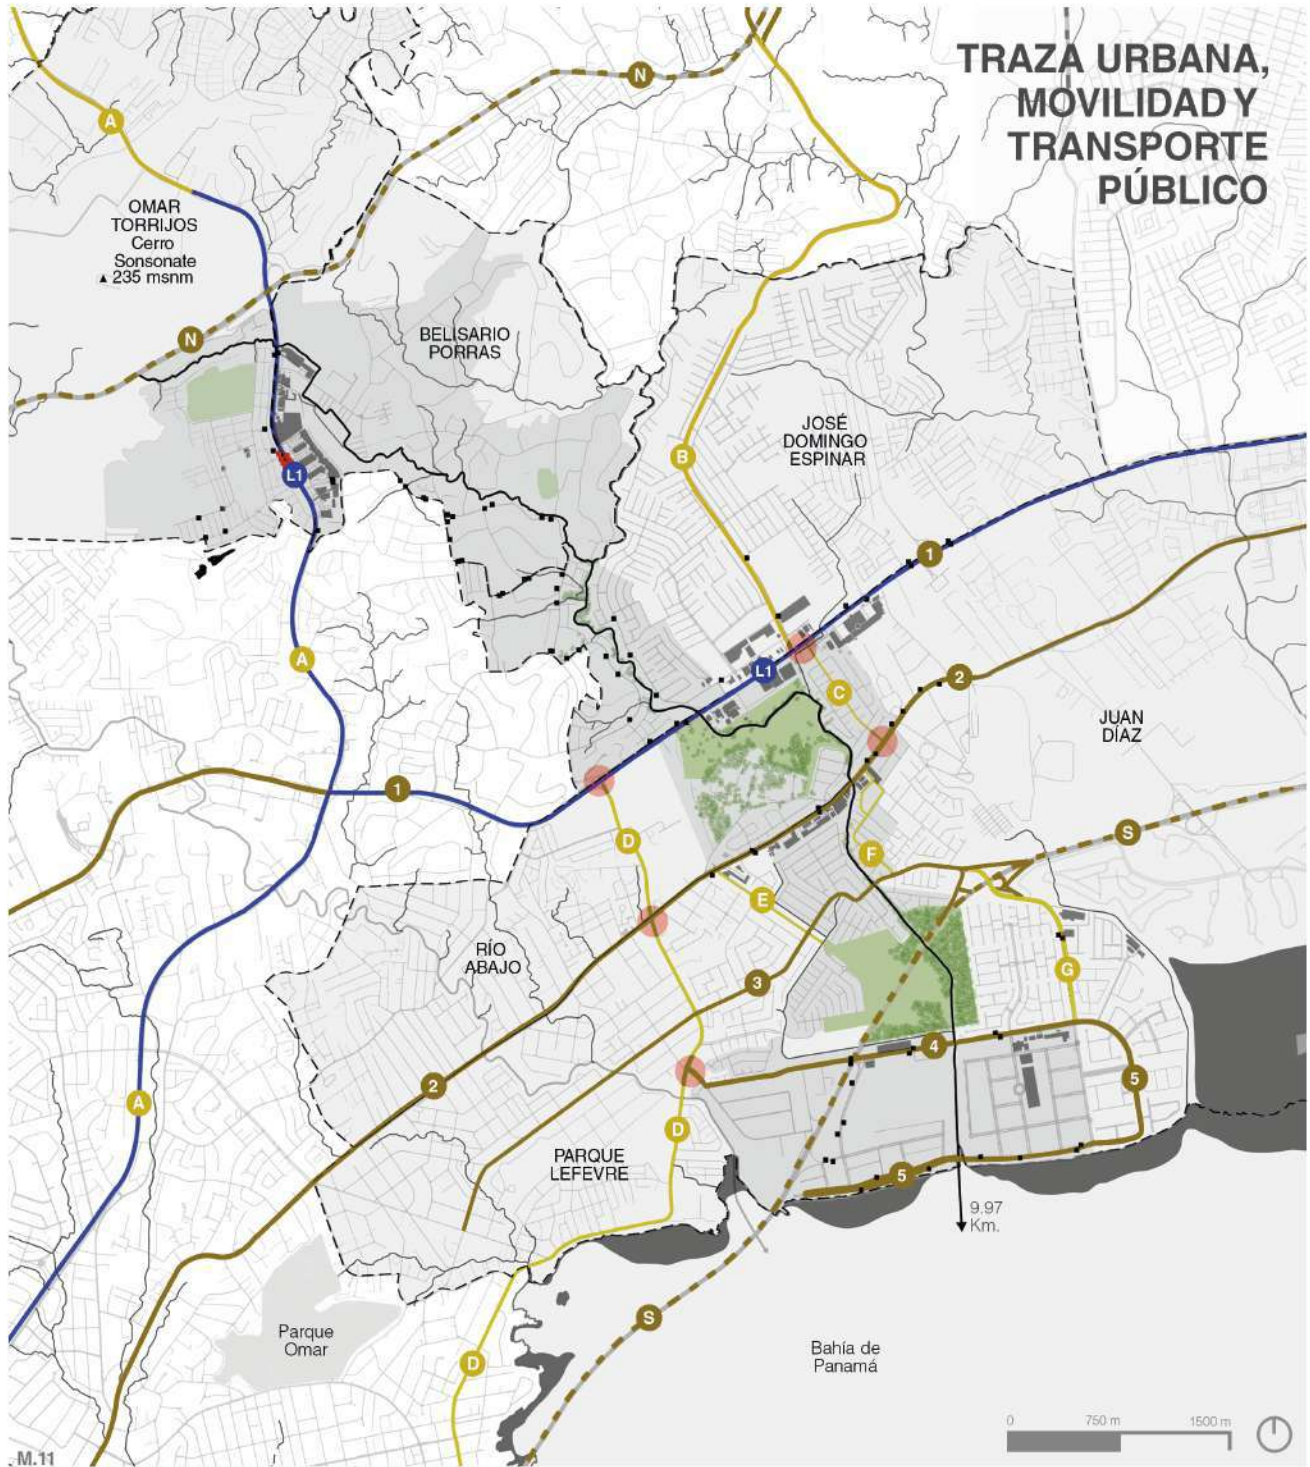 TRAZA URBANA,
MOVILIDAD Y
TRANSPORTE
PÚBLICO
N
A
OMAR
TORRIJOS
Cerro
Sonsonate
▲ 235 msnm
N
BELISARIO
PORRAS
JOSÉ
DOMINGO
ESPINAR
B
L1
1
A
L1
C
2
JUAN
DÍAZ
1
D
S
F
E
RÍO
ABAJO
G
3
4
2
5
A
D
PARQUE
LEFEVRE
5
9.97
Km.
S
Parque
Omar
Bahía de
Panamá
D
0 750 m 1500 m
M.11